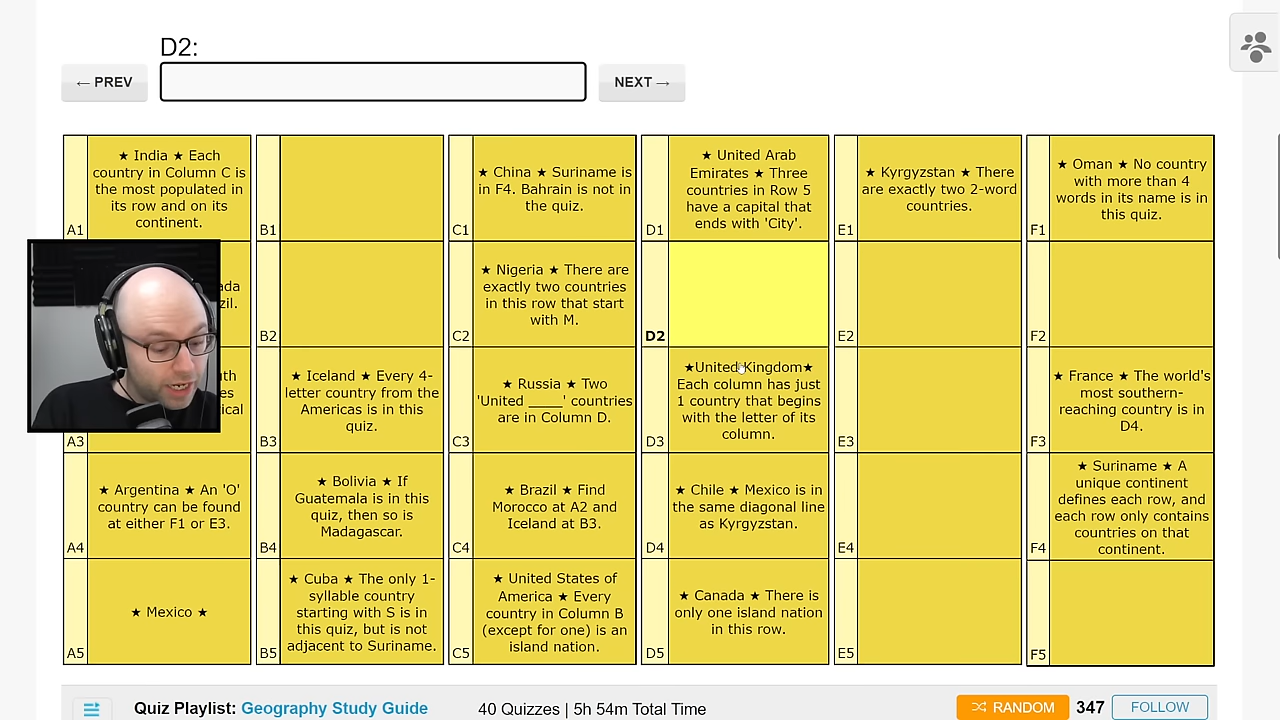 D2:
← PREV
NEXT →
★ India ★ Each
country in Column C is
the most populated in
its row and on its
continent.
A1
B1
★ China ★ Suriname is
in F4. Bahrain is not in
the quiz.
C1
★ United Arab
Emirates ★ Three
countries in Row 5
have a capital that
ends with 'City'.
D1
★ Kyrgyzstan ★ There
are exactly two 2-word
countries.
E1
★ Oman ★ No country
with more than 4
words in its name is in
this quiz.
F1
B2
★ Nigeria ★ There are
exactly two countries
in this row that start
with M.
C2
D2
E2
F2
A3
★ Iceland ★ Every 4-
letter country from the
Americas is in this
quiz.
B3
★ Russia ★ Two
'United ____' countries
are in Column D.
C3
★United Kingdom★
Each column has just
1 country that begins
with the letter of its
column.
D3
E3
★ France ★ The world's
most southern-
reaching country is in
D4.
F3
★ Argentina ★ An 'O'
country can be found
at either F1 or E3.
A4
★ Bolivia ★ If
Guatemala is in this
quiz, then so is
Madagascar.
B4
★ Brazil ★ Find
Morocco at A2 and
Iceland at B3.
C4
★ Chile ★ Mexico is in
the same diagonal line
as Kyrgyzstan.
D4
E4
★ Suriname ★ A
unique continent
defines each row, and
each row only contains
countries on that
continent.
F4
★ Mexico ★
A5
★ Cuba ★ The only 1-
syllable country
starting with S is in
this quiz, but is not
adjacent to Suriname.
B5
★ United States of
America ★ Every
country in Column B
(except for one) is an
island nation.
C5
★ Canada ★ There is
only one island nation
in this row.
D5
E5
F5
Quiz Playlist: Geography Study Guide
40 Quizzes | 5h 54m Total Time
RANDOM
347
FOLLOW